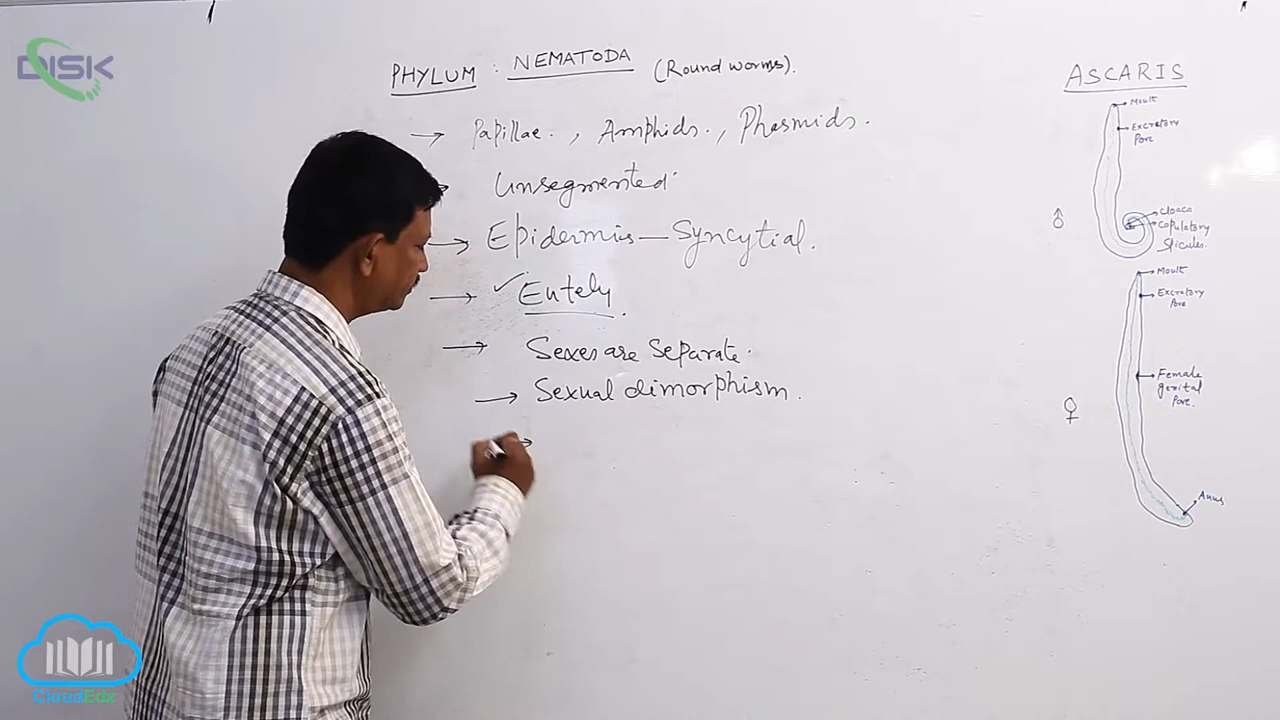 DISK
PHYLUM : NEMATODA (Round worms).
→ Papillae. , Amphids. , Phasmids.
Unsegmented
→ Epidermis — Syncytial.
→ ✓ Eutely.
→ Sexes are Separate.
→ Sexual dimorphism.
→
ASCARIS
Mouth
Excretory
Pore
♂
Cloaca
Copulatory
Spicules.
Mouth
Excretory
Pore
Female
genital
Pore.
♀
Anus
CloudEdz